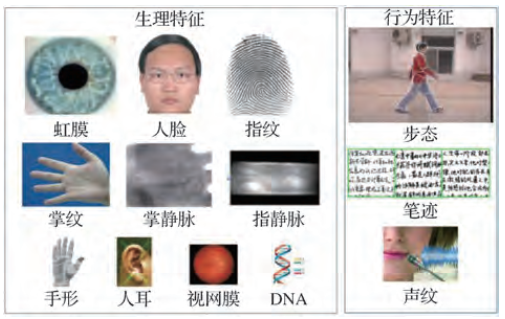 生理特征
虹膜
人脸
指纹
掌纹
掌静脉
指静脉
手形
人耳
视网膜
DNA
行为特征
步态
笔迹
声纹